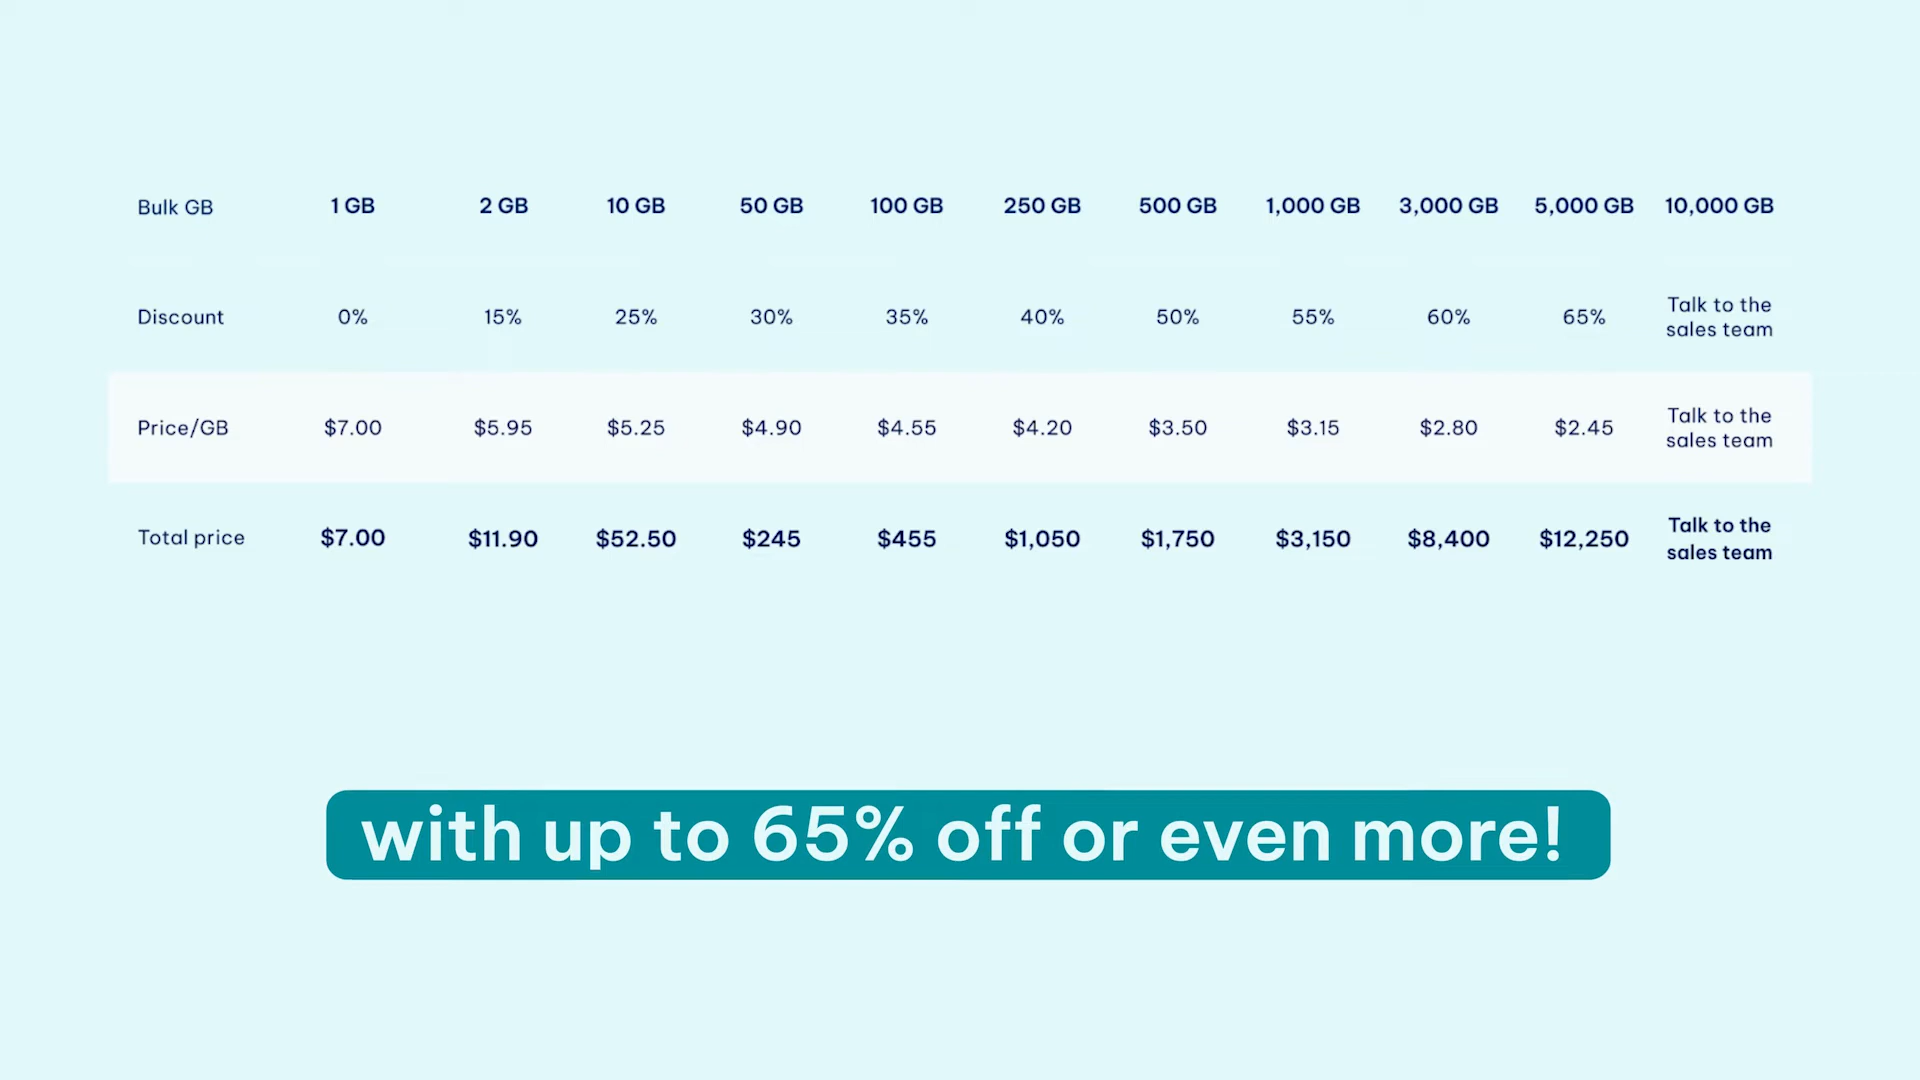 Bulk GB 1 GB 2 GB 10 GB 50 GB 100 GB 250 GB 500 GB 1,000 GB 3,000 GB 5,000 GB 10,000 GB
Discount 0% 15% 25% 30% 35% 40% 50% 55% 60% 65% Talk to the
sales team
Price/GB $7.00 $5.95 $5.25 $4.90 $4.55 $4.20 $3.50 $3.15 $2.80 $2.45 Talk to the
sales team
Total price $7.00 $11.90 $52.50 $245 $455 $1,050 $1,750 $3,150 $8,400 $12,250 Talk to the
sales team
with up to 65% off or even more!